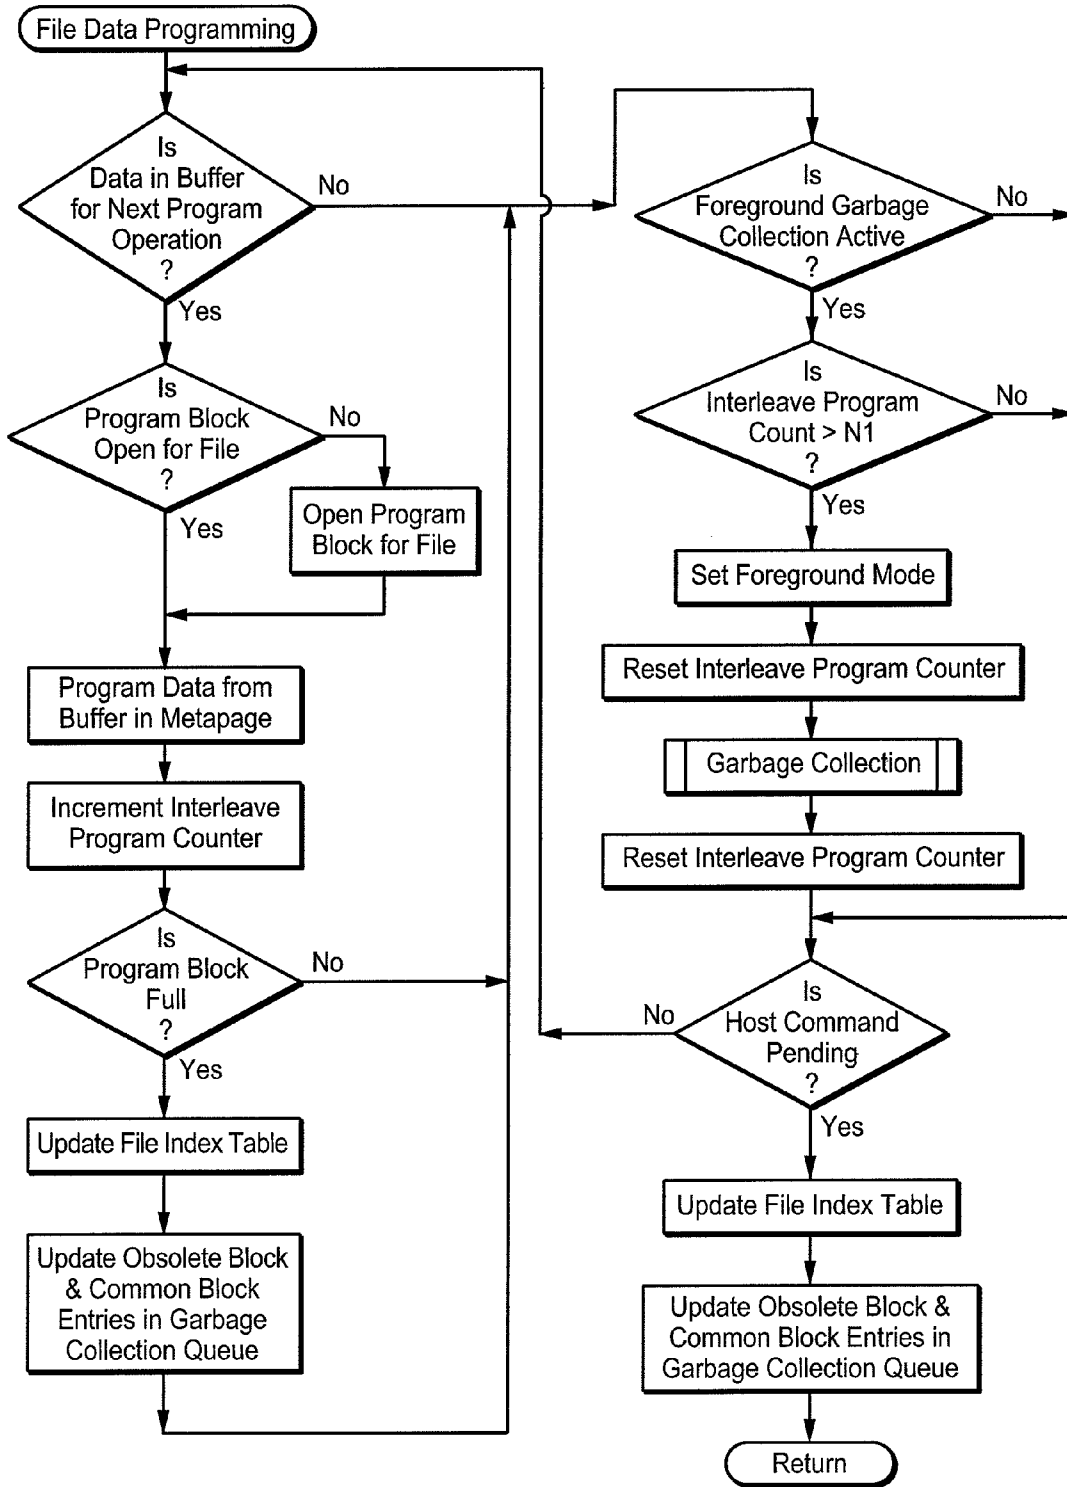 File Data Programming
Is
Data in Buffer
for Next Program
Operation
?
No
Yes
Is
Program Block
Open for File
?
No
Yes
Open Program
Block for File
Program Data from
Buffer in Metapage
Increment Interleave
Program Counter
Is
Program Block
Full
?
No
Yes
Update File Index Table
Update Obsolete Block
& Common Block
Entries in Garbage
Collection Queue
Is
Foreground Garbage
Collection Active
?
No
Yes
Is
Interleave Program
Count > N1
?
No
Yes
Set Foreground Mode
Reset Interleave Program Counter
Garbage Collection
Reset Interleave Program Counter
Is
Host Command
Pending
?
No
Yes
Update File Index Table
Update Obsolete Block &
Common Block Entries in
Garbage Collection Queue
Return